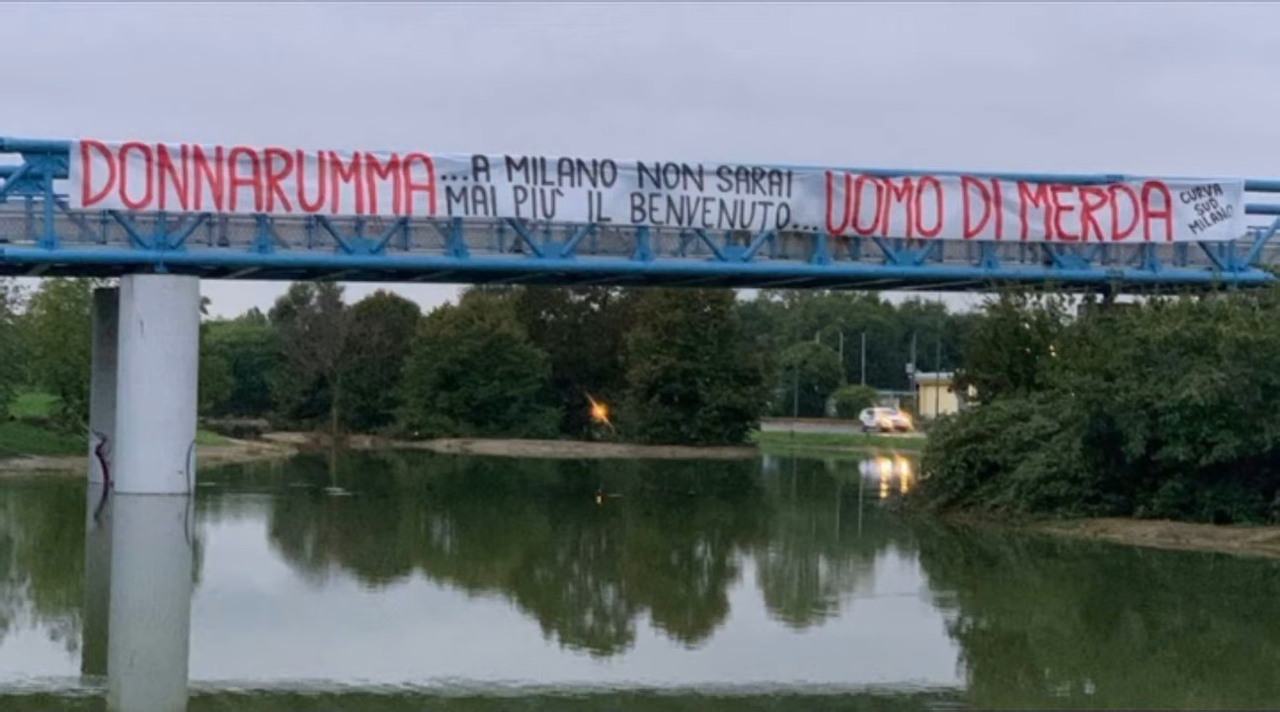 DONNARUMMA
...A MILANO NON SARAI
MAI PIU' IL BENVENUTO...
UOMO DI MERDA
CURVA
SUD
MILANO